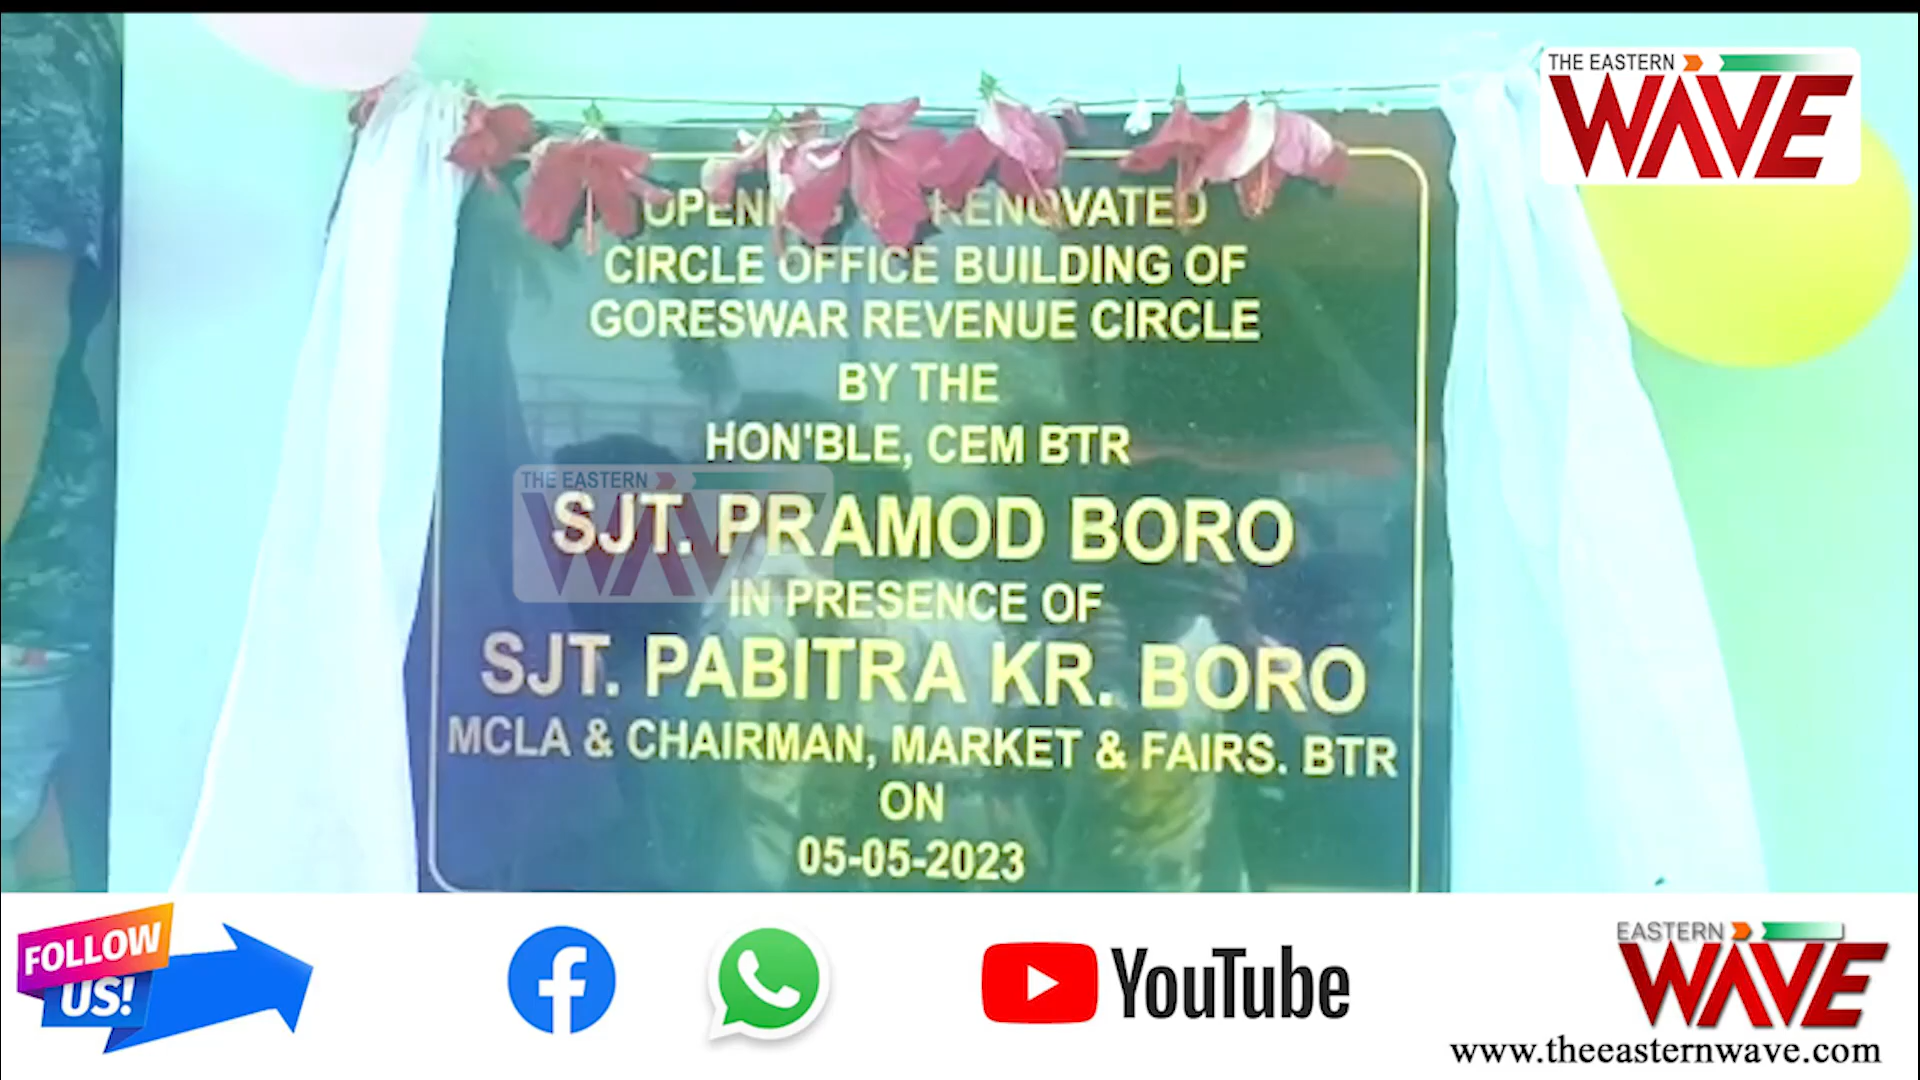 THE EASTERN
WAVE
RENOVATED
CIRCLE OFFICE BUILDING OF
GORESWAR REVENUE CIRCLE
BY THE
HON'BLE, CEM BTR
THE EASTERN
WAVE
SJT. PRAMOD BORO
IN PRESENCE OF
SJT. PABITRA KR. BORO
MCLA & CHAIRMAN, MARKET & FAIRS. BTR
ON
05-05-2023
FOLLOW
US!
YouTube
EASTERN
WAVE
www.theeasternwave.com